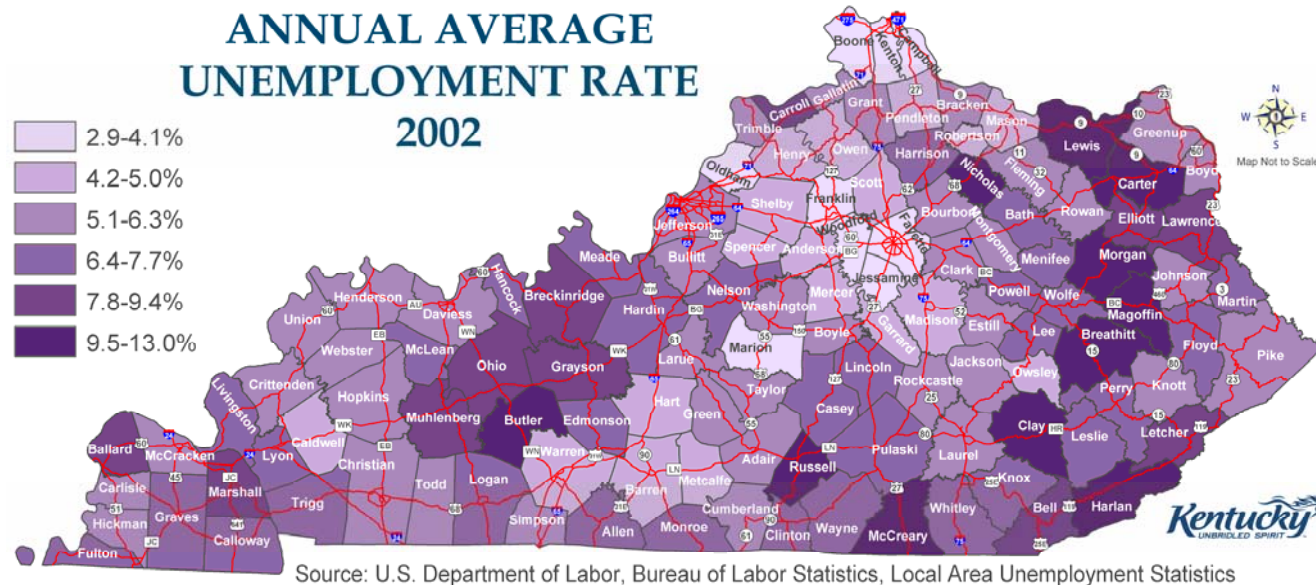 ANNUAL AVERAGE
UNEMPLOYMENT RATE
2002
2.9-4.1%
4.2-5.0%
5.1-6.3%
6.4-7.7%
7.8-9.4%
9.5-13.0%
N
W E
S
Map Not to Scale
Boone
Kenton
Campbell
Carroll
Gallatin
Grant
Pendleton
Bracken
Mason
Robertson
Lewis
Greenup
Boyd
Trimble
Henry
Owen
Harrison
Nicholas
Fleming
Carter
Oldham
Scott
Franklin
Shelby
Jefferson
Woodford
Fayette
Bourbon
Bath
Rowan
Elliott
Lawrence
Montgomery
Spencer
Anderson
Bullitt
Meade
Jessamine
Clark
Menifee
Morgan
Johnson
Martin
Hancock
Breckinridge
Nelson
Washington
Mercer
Madison
Powell
Wolfe
Magoffin
Henderson
Union
Daviess
Hardin
Boyle
Garrard
Estill
Lee
Breathitt
Floyd
Pike
Webster
McLean
Ohio
Grayson
Larue
Marion
Lincoln
Rockcastle
Jackson
Owsley
Perry
Knott
Livingston
Crittenden
Hopkins
Muhlenberg
Butler
Edmonson
Hart
Green
Taylor
Casey
Clay
Leslie
Letcher
Ballard
McCracken
Lyon
Caldwell
Christian
Warren
Adair
Russell
Pulaski
Laurel
Knox
Carlisle
Marshall
Todd
Logan
Barren
Metcalfe
Cumberland
Hickman
Graves
Trigg
Simpson
Allen
Monroe
Clinton
Wayne
McCreary
Whitley
Bell
Harlan
Fulton
Calloway
Kentucky
UNBRIDLED SPIRIT
Source: U.S. Department of Labor, Bureau of Labor Statistics, Local Area Unemployment Statistics